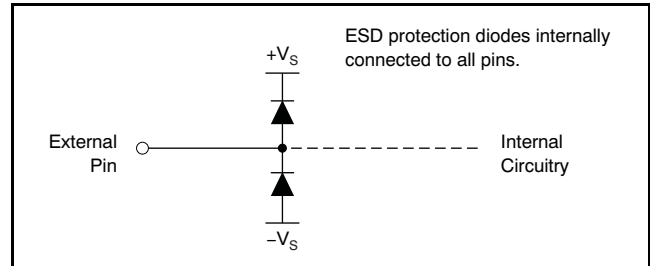 ESD protection diodes internally
connected to all pins.
+VS
External
Pin
Internal
Circuitry
−VS